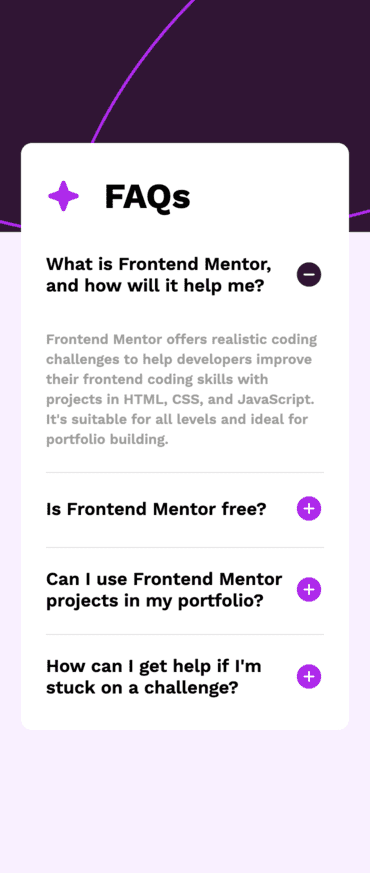 FAQs
What is Frontend Mentor,
and how will it help me?
Frontend Mentor offers realistic coding
challenges to help developers improve
their frontend coding skills with
projects in HTML, CSS, and JavaScript.
It's suitable for all levels and ideal for
portfolio building.
Is Frontend Mentor free?
Can I use Frontend Mentor
projects in my portfolio?
How can I get help if I'm
stuck on a challenge?